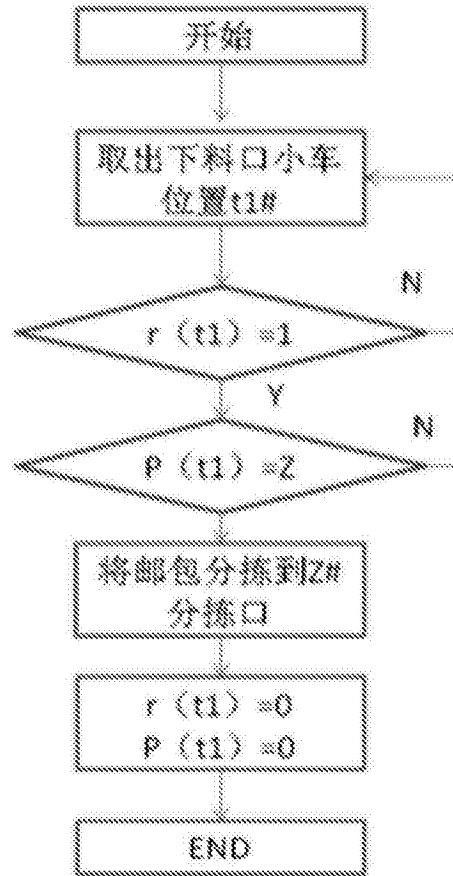 开始
取出下料口小车
位置t1#
N
r（t1）=1
Y
N
P（t1）=Z
将邮包分拣到Z#
分拣口
r（t1）=0
P（t1）=0
END